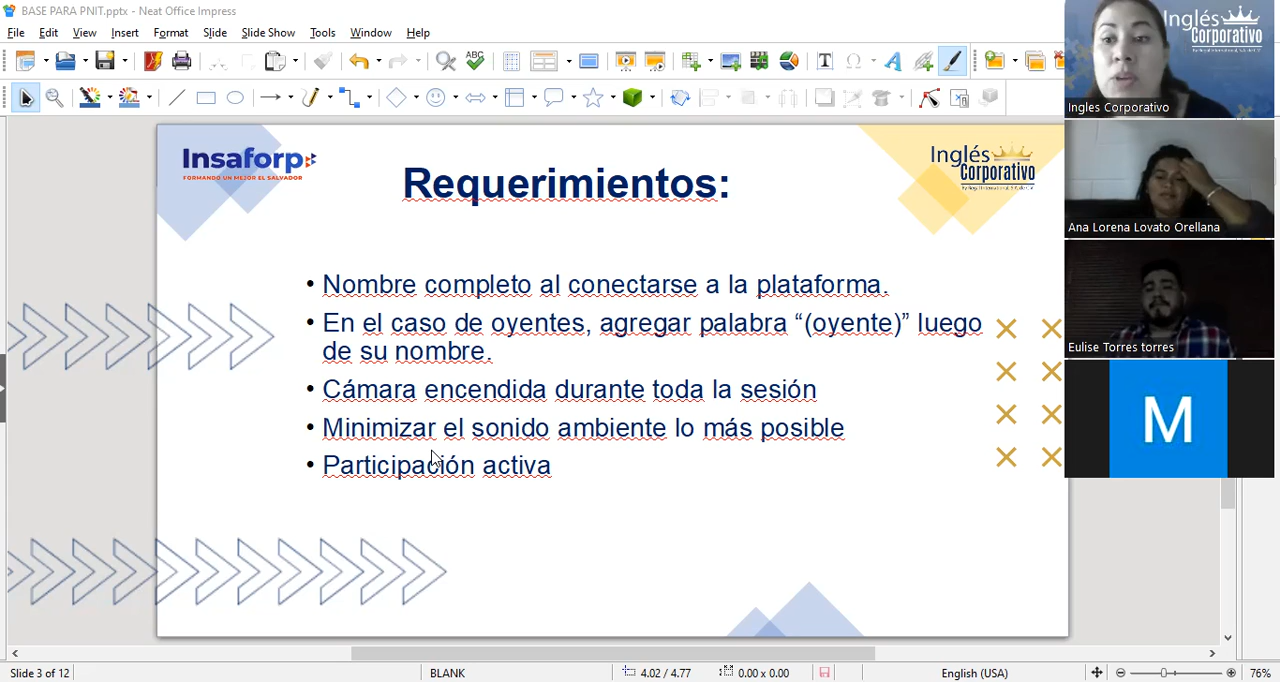 BASE PARA PNIT.pptx - Neat Office Impress
File Edit View Insert Format Slide Slide Show Tools Window Help
Insaforp
FORMANDO UN MEJOR EL SALVADOR
Requerimientos:
Inglés
Corporativo
• Nombre completo al conectarse a la plataforma.
• En el caso de oyentes, agregar palabra “(oyente)” luego
de su nombre.
• Cámara encendida durante toda la sesión
• Minimizar el sonido ambiente lo más posible
• Participación activa
Inglés
Corporativo
Ingles Corporativo
Ana Lorena Lovato Orellana
Eulise Torres torres
M
Slide 3 of 12 BLANK 4.02 / 4.77 0.00 x 0.00 English (USA) 76%